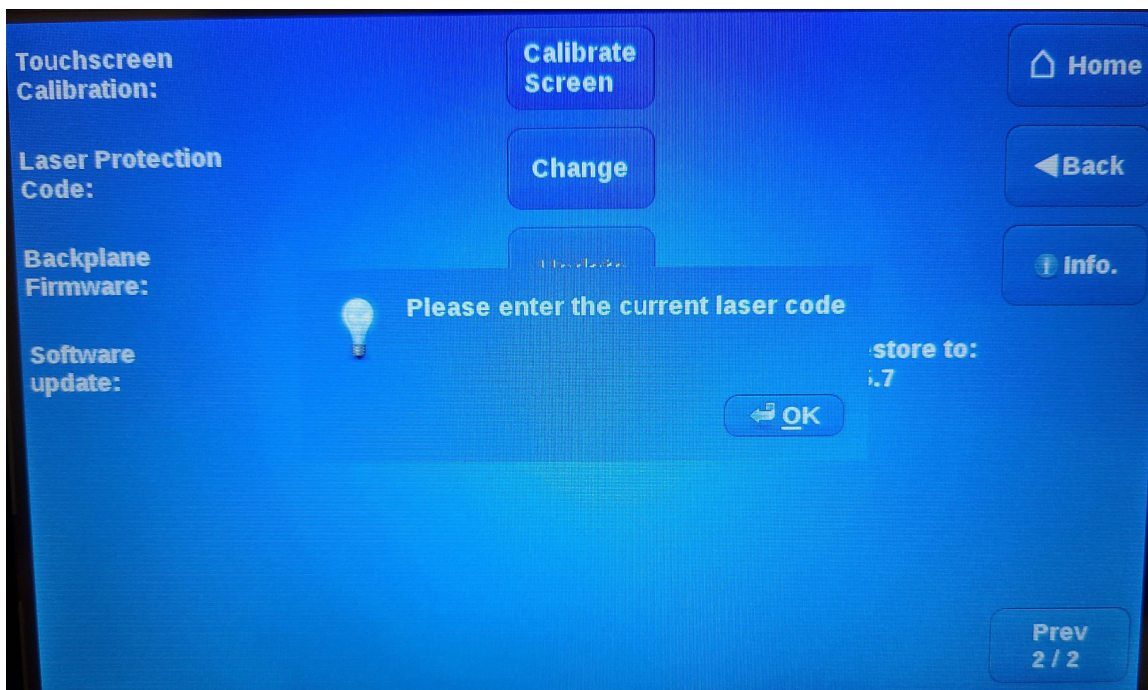 Touchscreen
Calibration:
Calibrate
Screen
Home
Laser Protection
Code:
Change
Back
Backplane
Firmware:
Info.
Please enter the current laser code
Software
update:
store to:
.7
OK
Prev
2 / 2